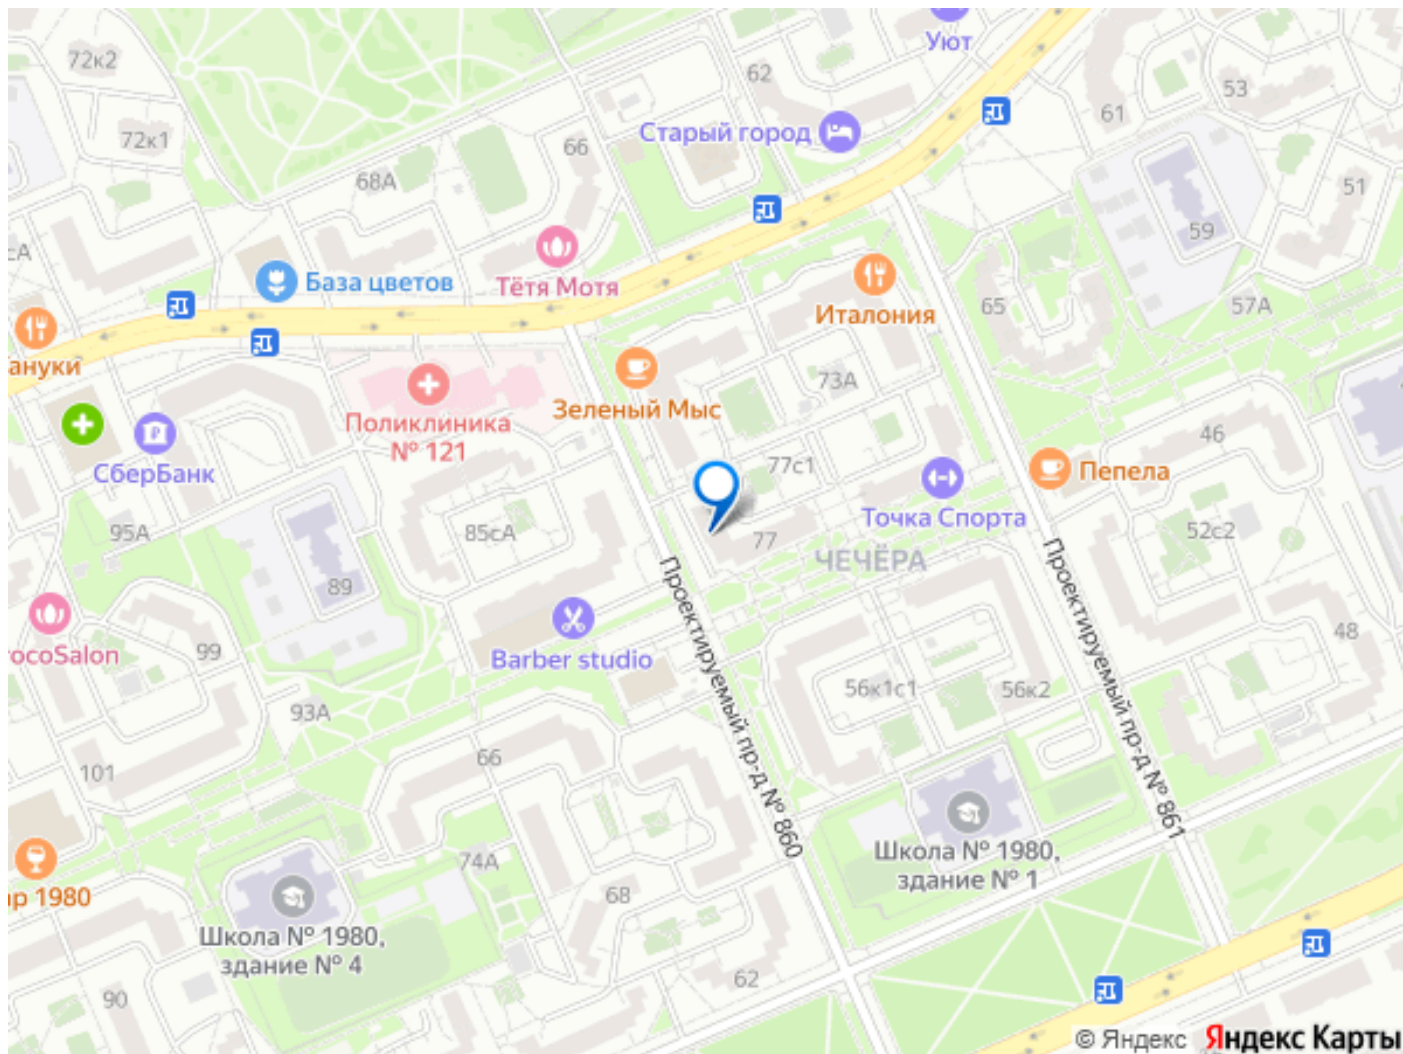 Уют
72к2
62
53
61
72к1
Старый город
66
68А
51
59
сА
База цветов
Тётя Мотя
57А
65
Италония
ануки
73А
Зеленый Мыс
Поликлиника
№ 121
46
77с1
СберБанк
Пепела
Точка Спорта
95А
85сА
77
52с2
ЧЕЧЁРА
89
Проектируемый пр-д № 860
Проектируемый пр-д № 861
48
99
ocoSalon
Barber studio
56к1с1
56к2
93А
66
101
Школа № 1980,
здание № 1
74А
68
р 1980
Школа № 1980,
здание № 4
62
90
© Яндекс Яндекс Карты